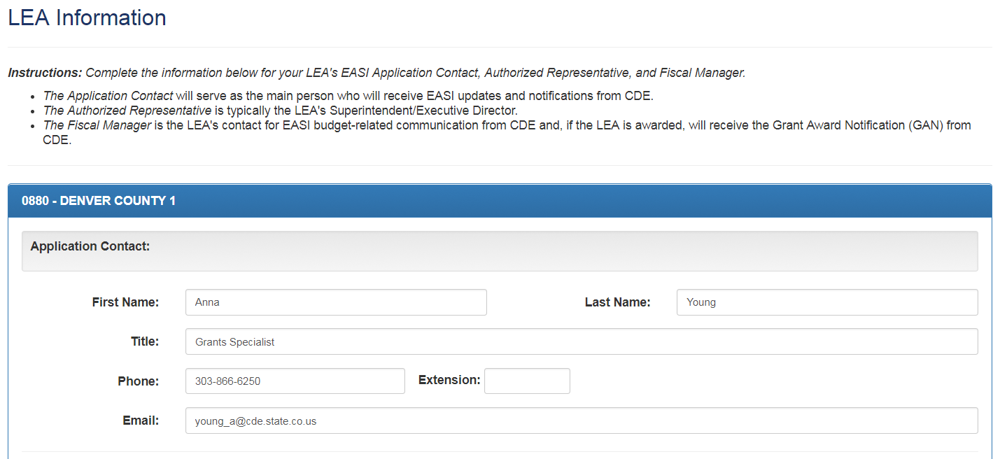 LEA Information
Instructions: Complete the information below for your LEA's EASI Application Contact, Authorized Representative, and Fiscal Manager.
• The Application Contact will serve as the main person who will receive EASI updates and notifications from CDE.
• The Authorized Representative is typically the LEA's Superintendent/Executive Director.
• The Fiscal Manager is the LEA's contact for EASI budget-related communication from CDE and, if the LEA is awarded, will receive the Grant Award Notification (GAN) from
CDE.
0880 - DENVER COUNTY 1
Application Contact:
First Name: Anna Last Name: Young
Title: Grants Specialist
Phone: 303-866-6250 Extension:
Email: young_a@cde.state.co.us